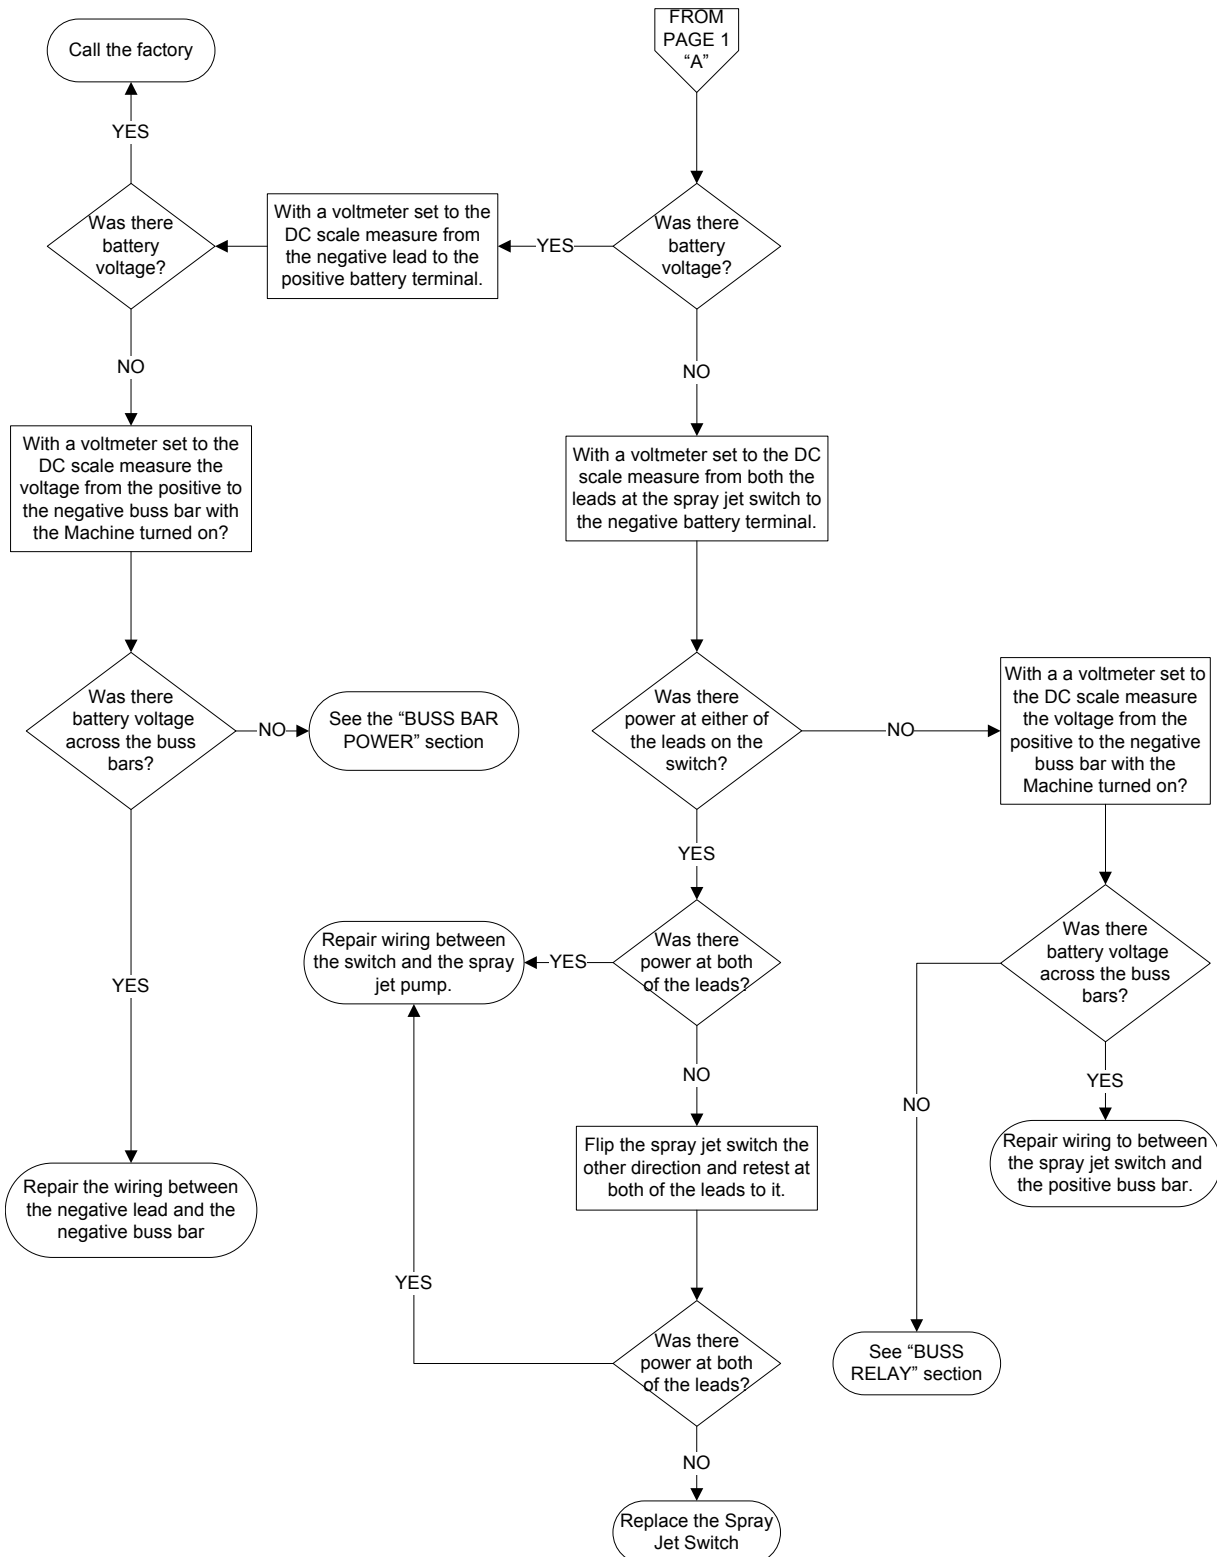 FROM
PAGE 1
“A”
Call the factory
YES
Was there
battery
voltage?
With a voltmeter set to the
DC scale measure from
the negative lead to the
positive battery terminal.
YES
Was there
battery
voltage?
NO
NO
With a voltmeter set to the
DC scale measure the
voltage from the positive to
the negative buss bar with
the Machine turned on?
With a voltmeter set to the DC
scale measure from both the
leads at the spray jet switch to
the negative battery terminal.
Was there
battery voltage
across the buss
bars?
NO
See the “BUSS BAR
POWER” section
Was there
power at either of
the leads on the
switch?
NO
With a a voltmeter set to
the DC scale measure
the voltage from the
positive to the negative
buss bar with the
Machine turned on?
YES
YES
Repair wiring between
the switch and the spray
jet pump.
YES
Was there
power at both
of the leads?
Was there
battery voltage
across the buss
bars?
NO
NO
YES
Flip the spray jet switch the
other direction and retest at
both of the leads to it.
Repair wiring to between
the spray jet switch and
the positive buss bar.
Repair the wiring between
the negative lead and the
negative buss bar
YES
Was there
power at both
of the leads?
See “BUSS
RELAY” section
NO
Replace the Spray
Jet Switch